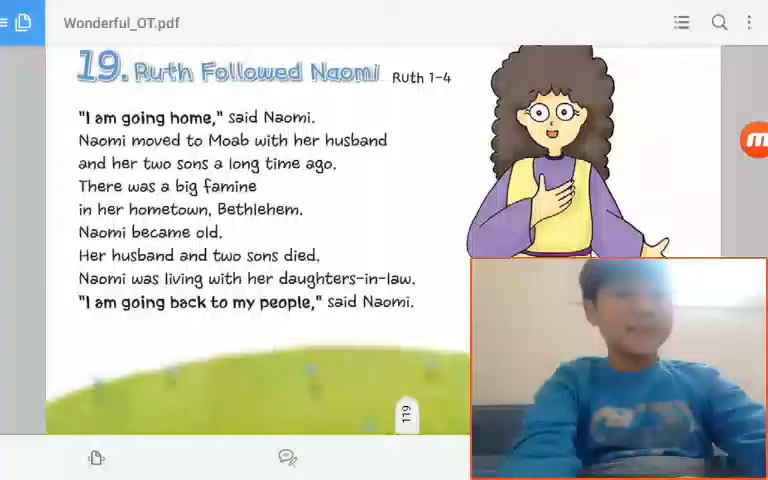 Wonderful_OT.pdf
19. Ruth Followed Naomi Ruth 1-4
"I am going home," said Naomi.
Naomi moved to Moab with her husband
and her two sons a long time ago.
There was a big famine
in her hometown, Bethlehem.
Naomi became old.
Her husband and two sons died.
Naomi was living with her daughters-in-law.
"I am going back to my people," said Naomi.
119